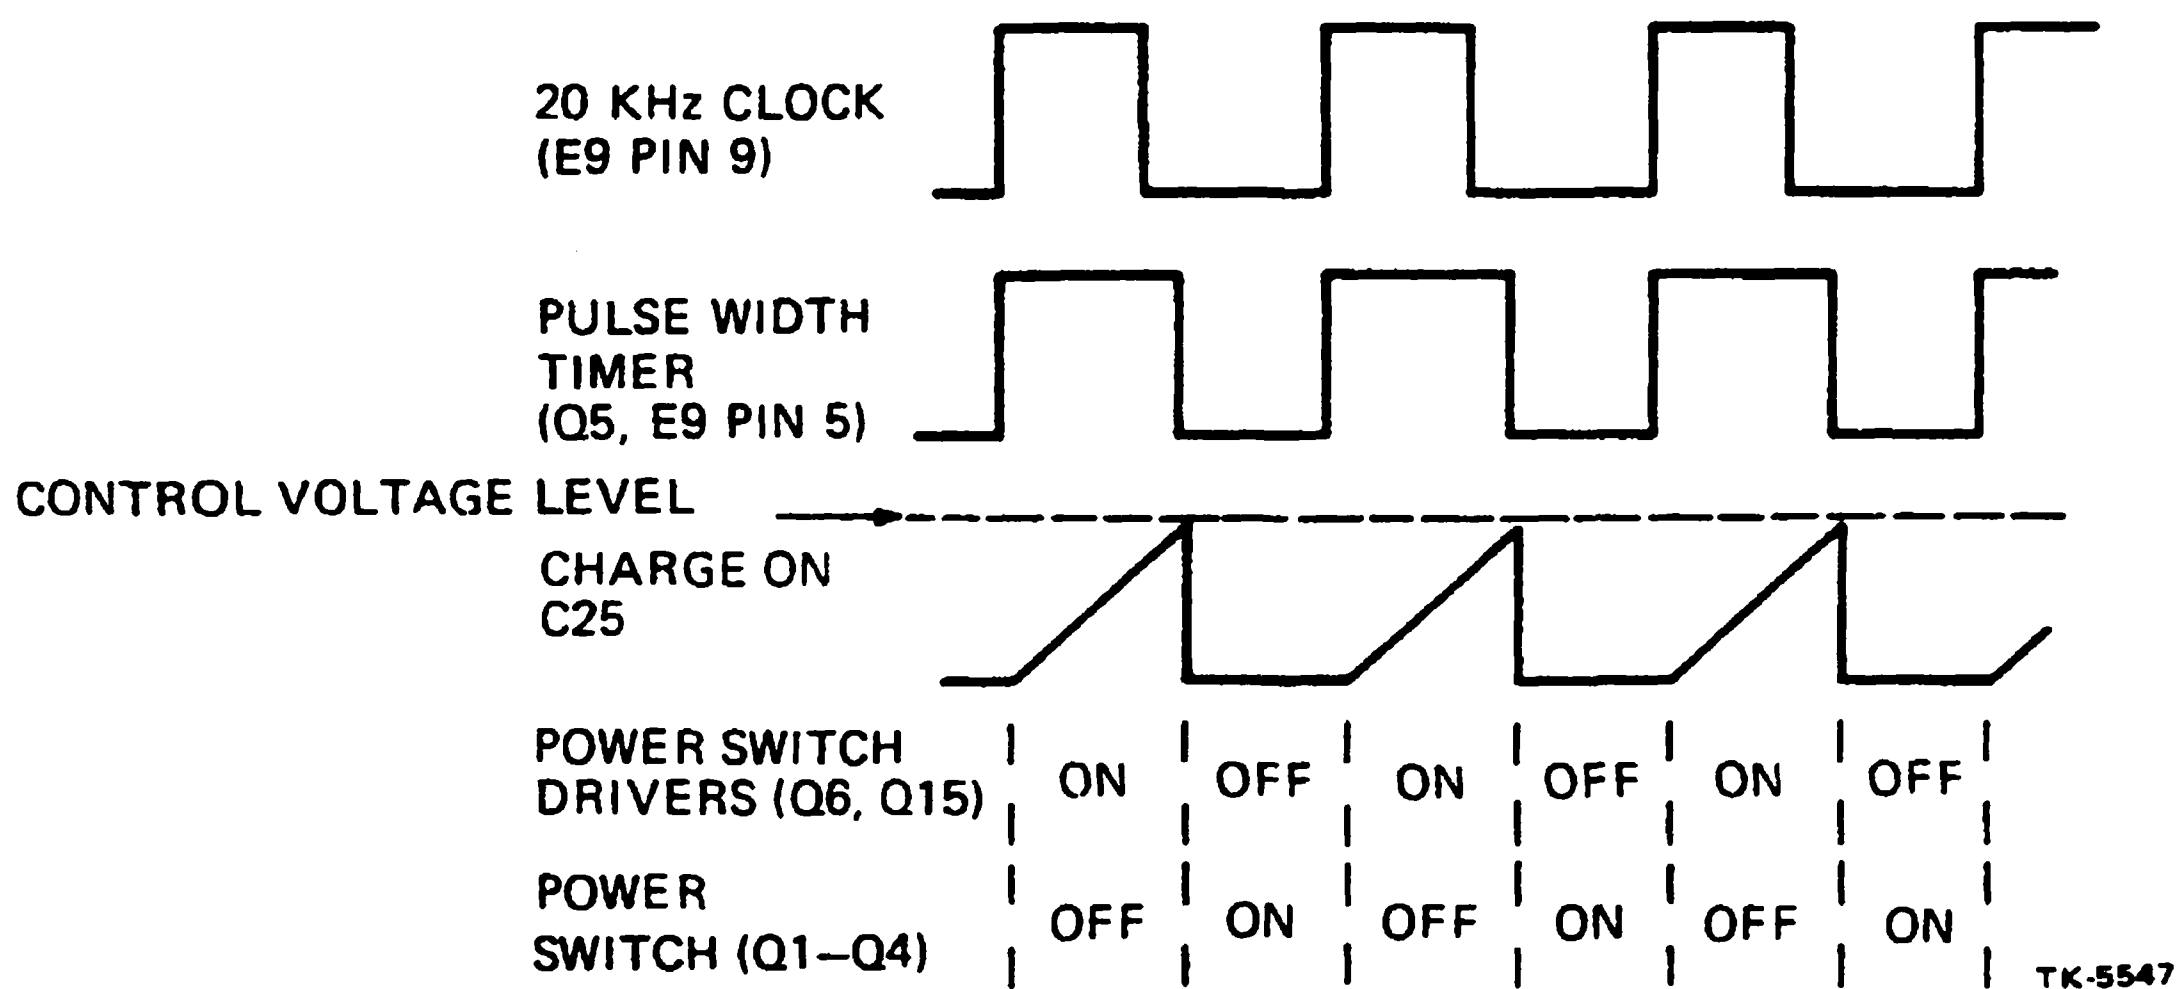 20 KHz CLOCK
(E9 PIN 9)
PULSE WIDTH
TIMER
(Q5, E9 PIN 5)
CONTROL VOLTAGE LEVEL
CHARGE ON
C25
POWER SWITCH
DRIVERS (Q6, Q15)
ON OFF ON OFF ON OFF
POWER
SWITCH (Q1–Q4)
OFF ON OFF ON OFF ON
TK-5547